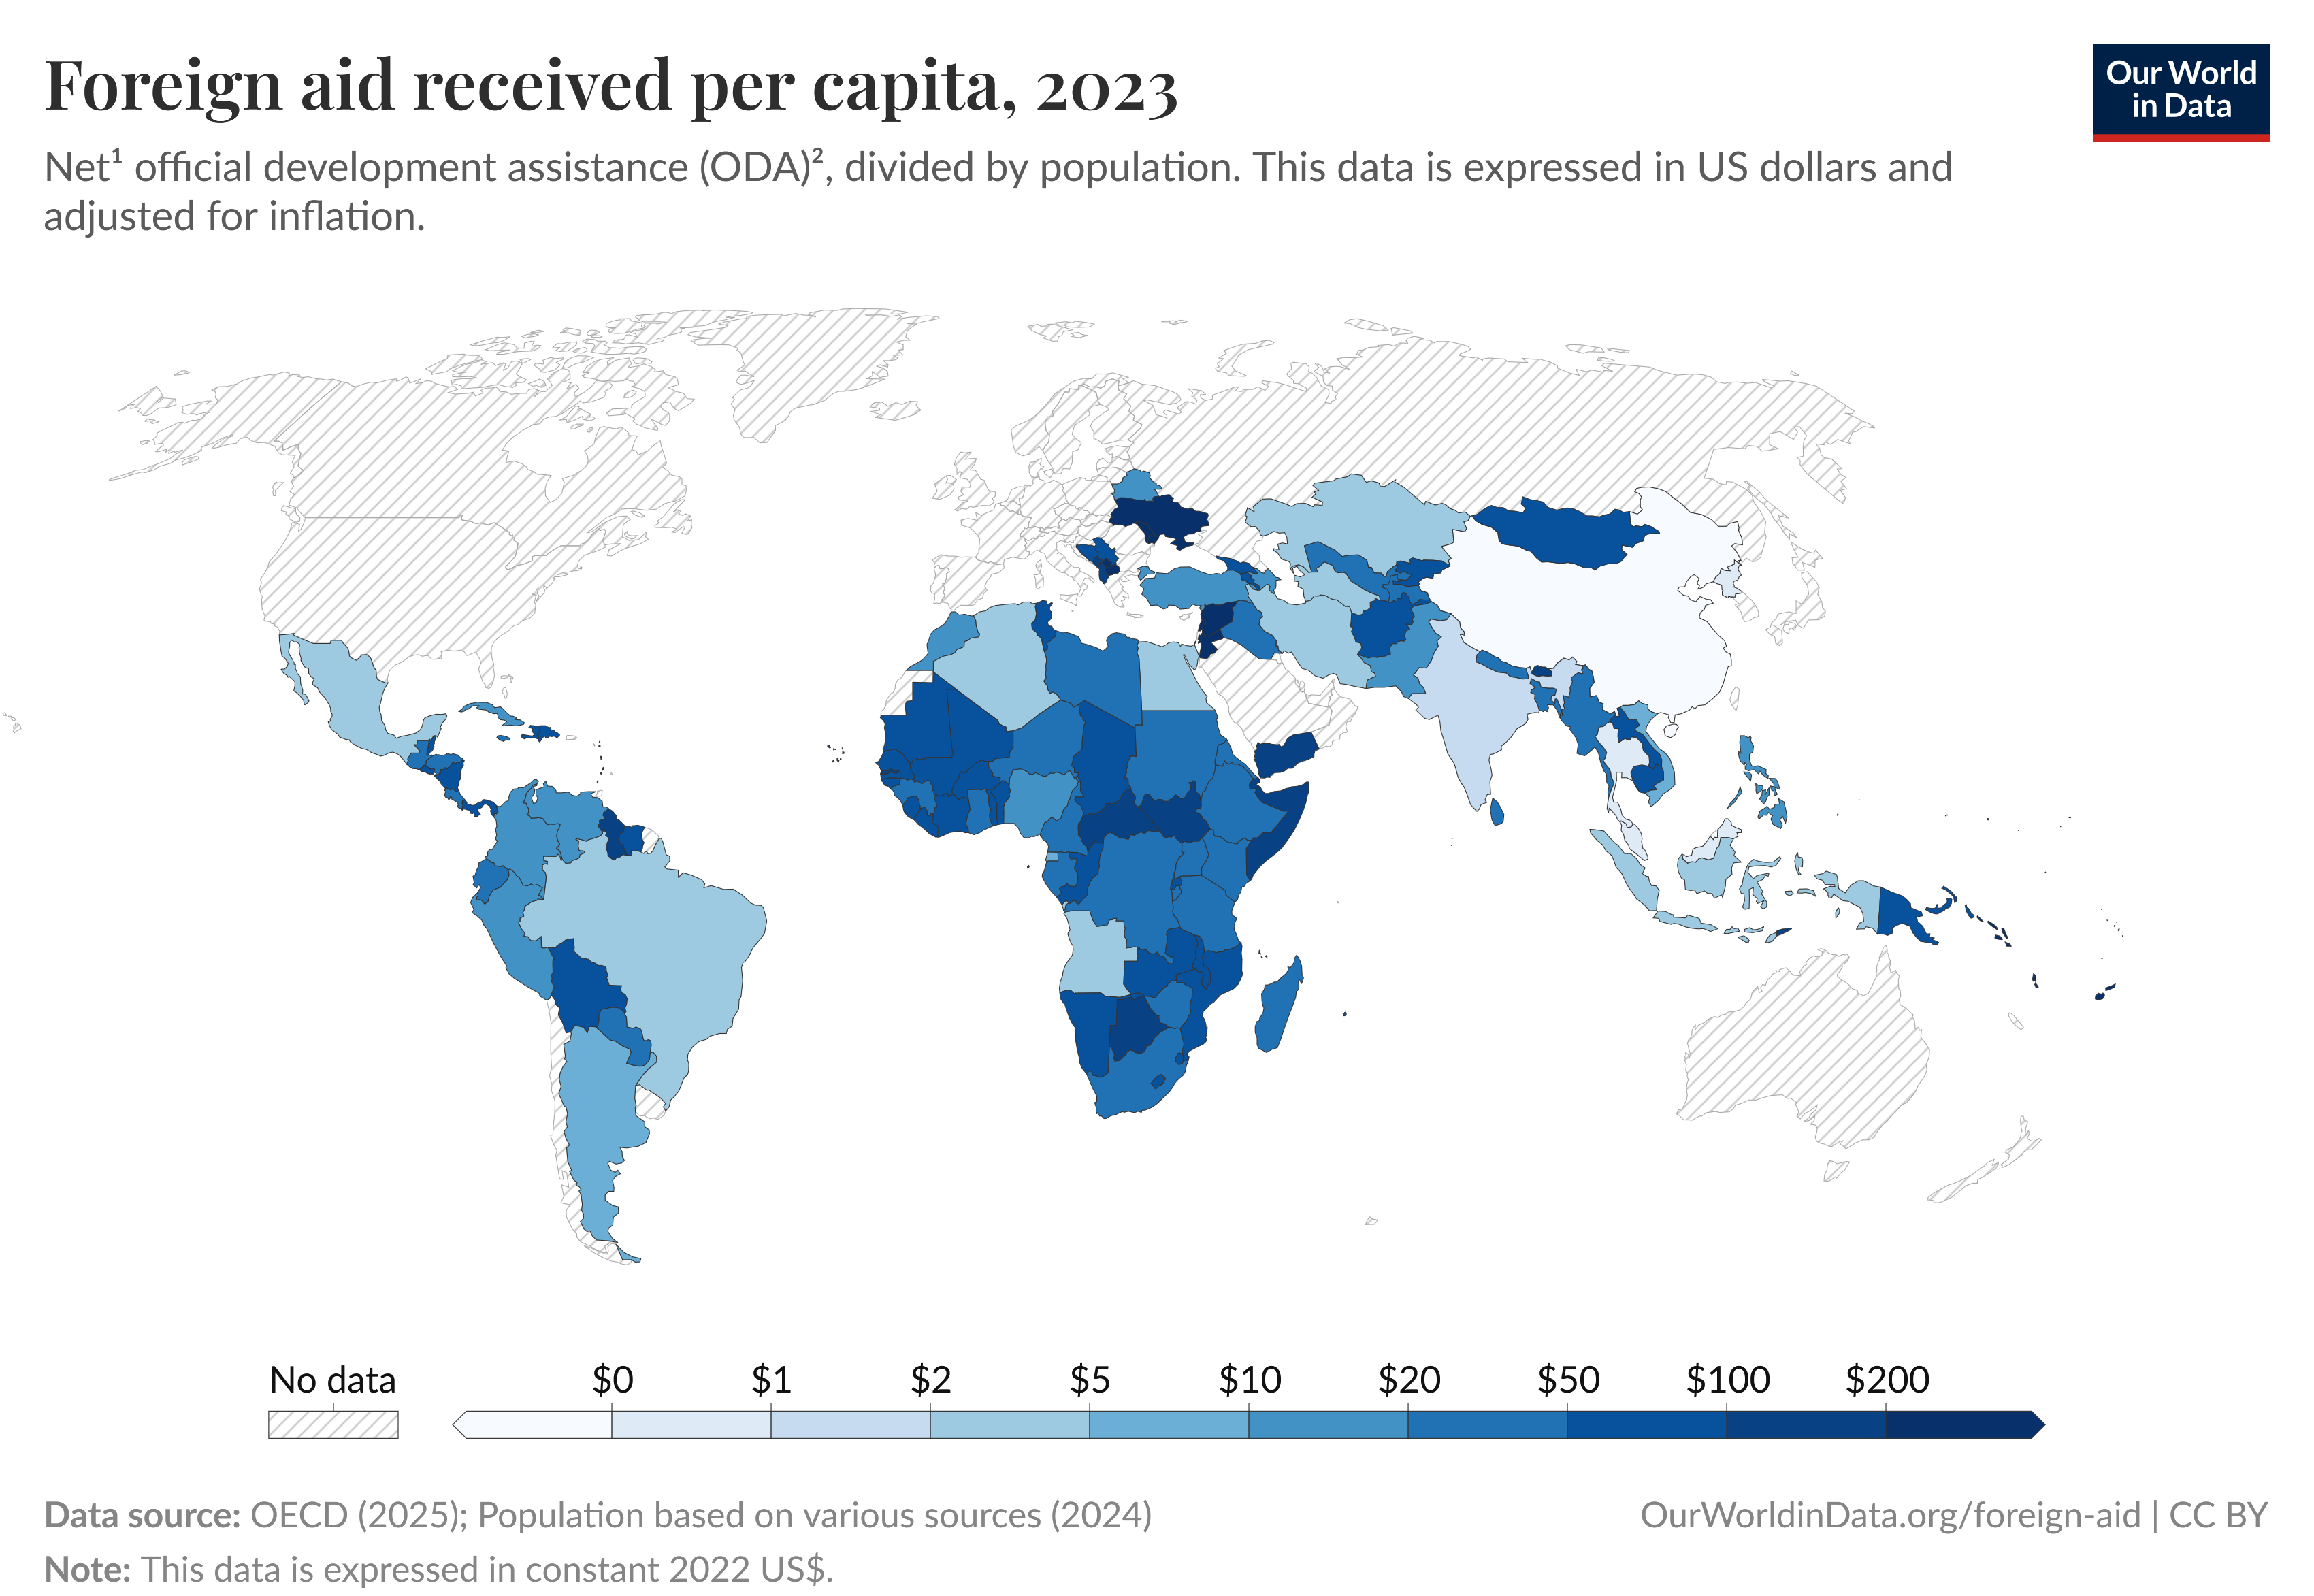 Foreign aid received per capita, 2023
Our World
in Data
Net¹ official development assistance (ODA)², divided by population. This data is expressed in US dollars and
adjusted for inflation.
No data
$0 $1 $2 $5 $10 $20 $50 $100 $200
Data source: OECD (2025); Population based on various sources (2024)
OurWorldinData.org/foreign-aid | CC BY
Note: This data is expressed in constant 2022 US$.